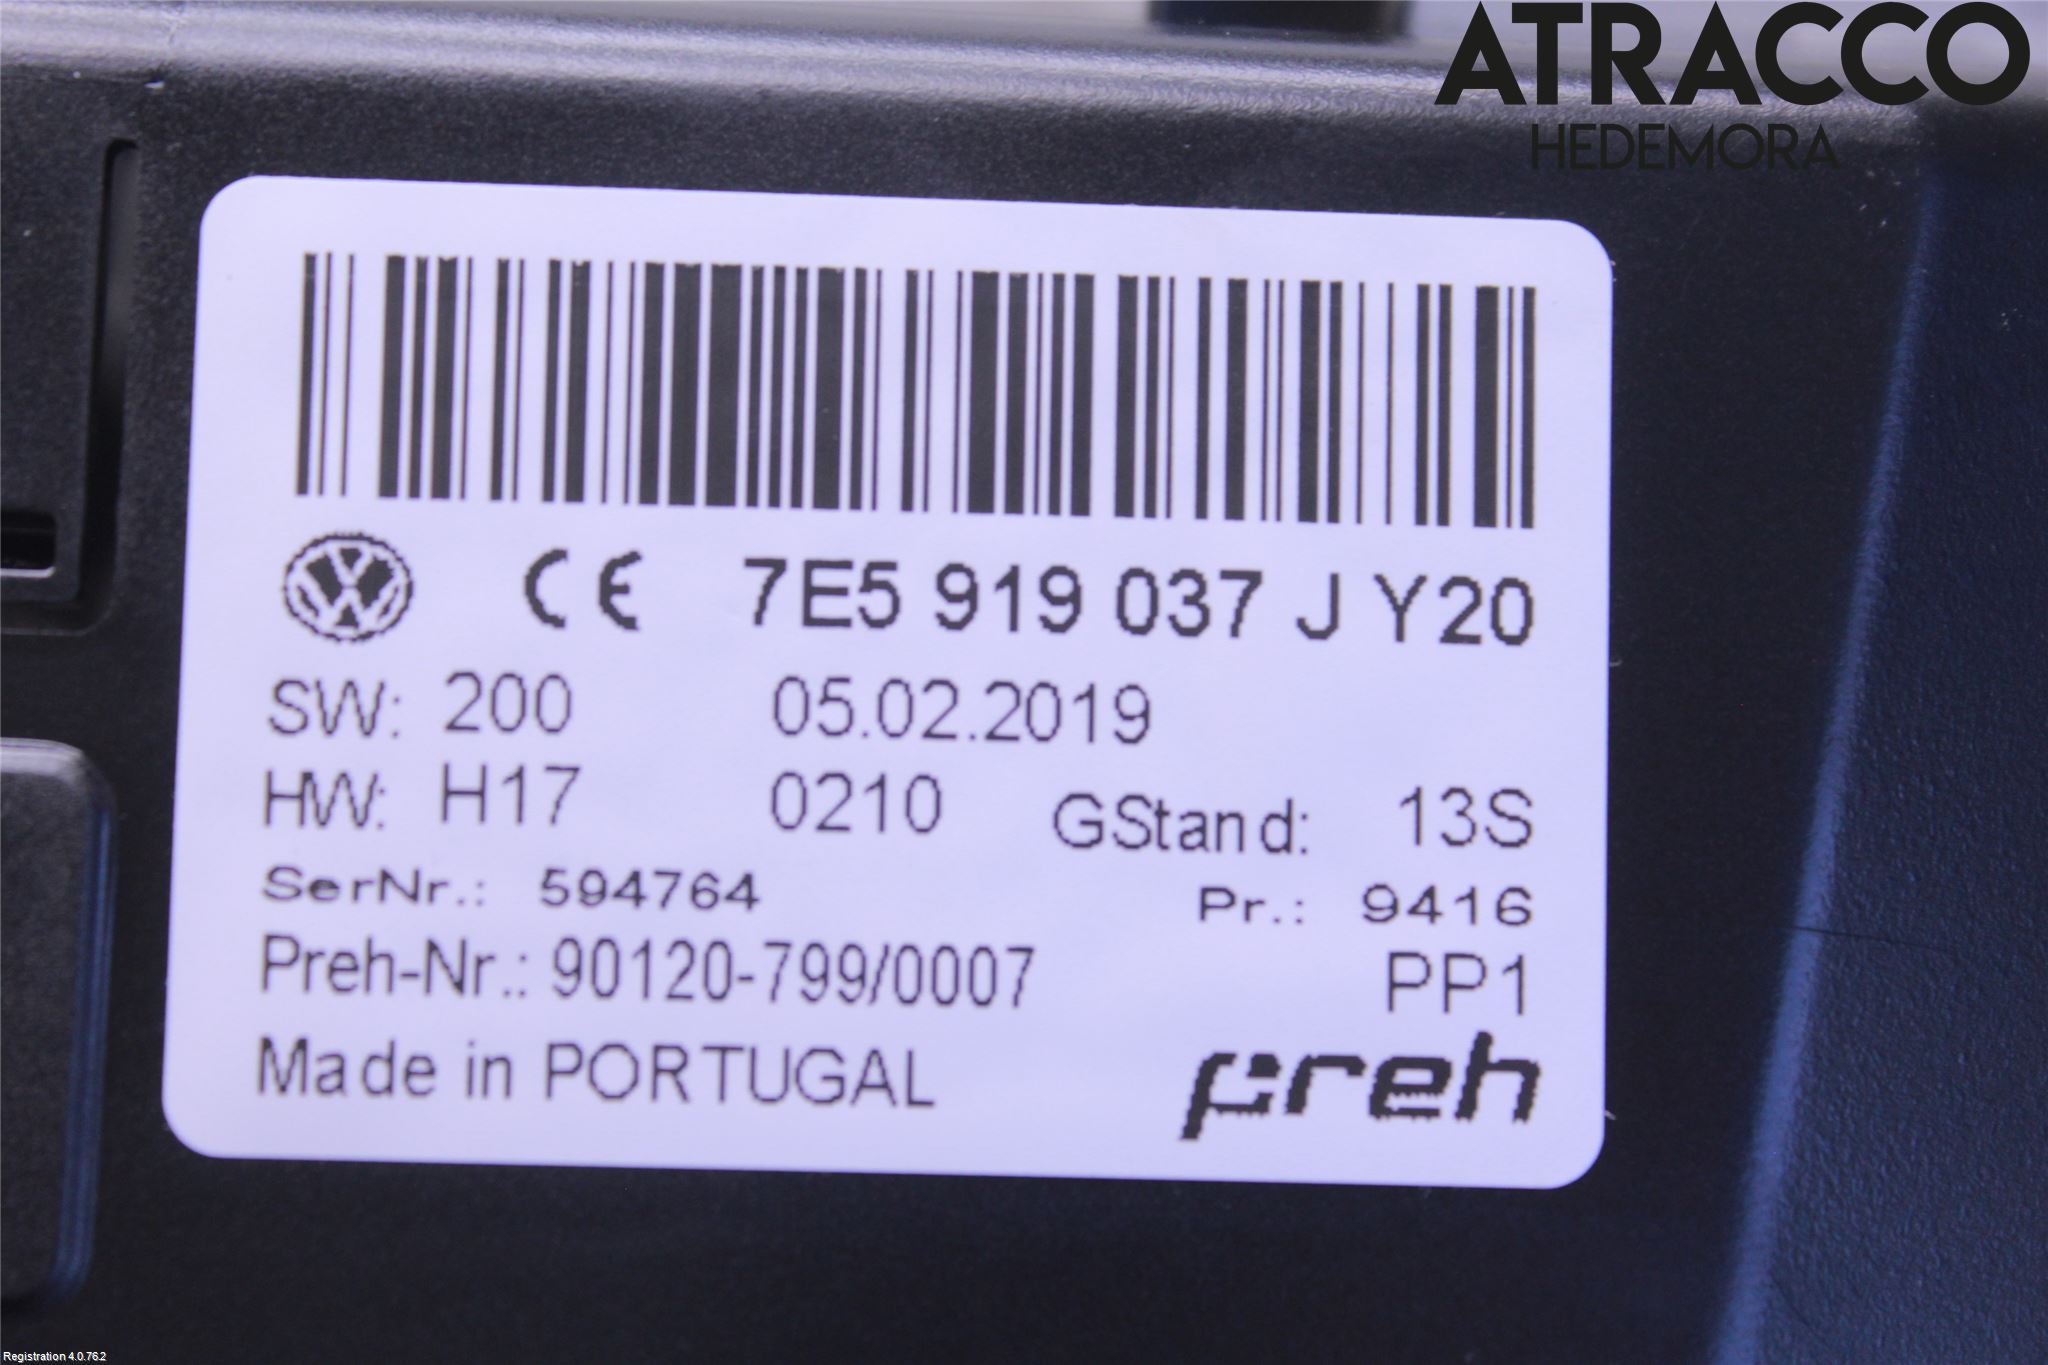 ATRACCO
HEDEMORA
CE 7E5 919 037 J Y20
SW: 200 05.02.2019
HW: H17 0210 GStand: 13S
SerNr.: 594764 Pr.: 9416
Preh-Nr.: 90120-799/0007 PP1
Made in PORTUGAL preh
Registration 4.0.76.2